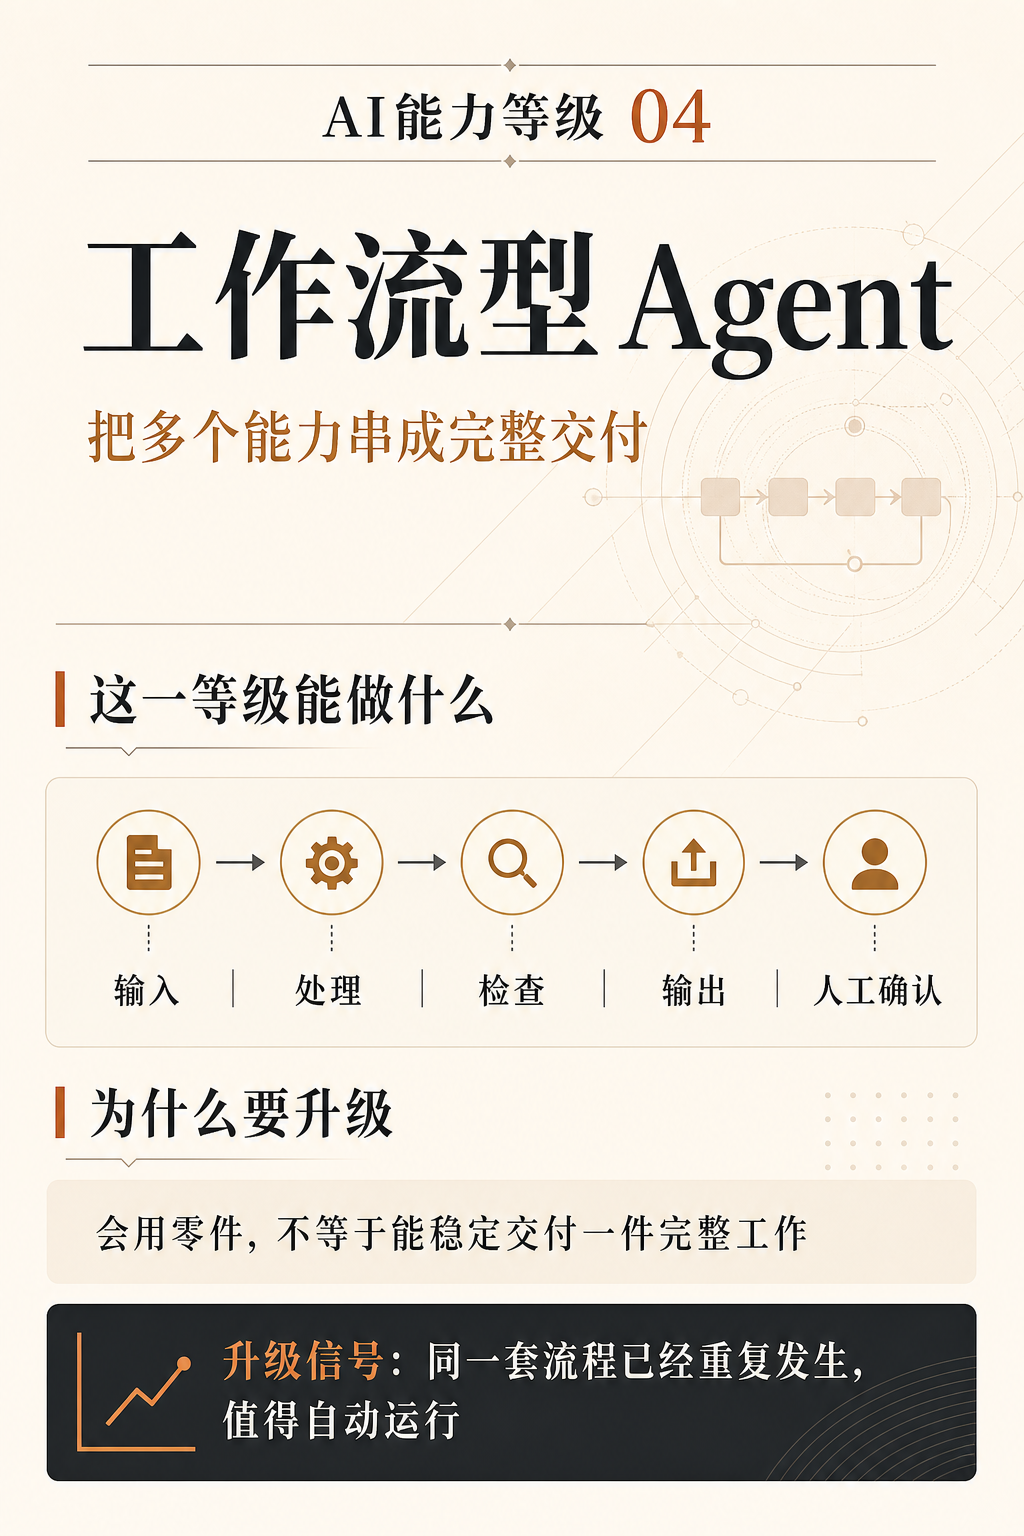 AI能力等级 04
工作流型 Agent
把多个能力串成完整交付
这一等级能做什么
输入
处理
检查
输出
人工确认
为什么要升级
会用零件，不等于能稳定交付一件完整工作
升级信号：同一套流程已经重复发生，
值得自动运行